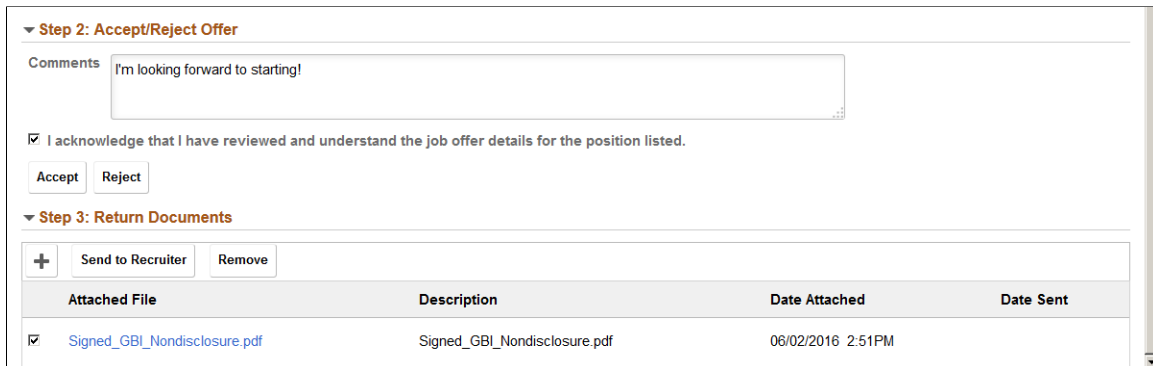 Step 2: Accept/Reject Offer
Comments I'm looking forward to starting!
I acknowledge that I have reviewed and understand the job offer details for the position listed.
Accept Reject
Step 3: Return Documents
+ Send to Recruiter Remove
Attached File Description Date Attached Date Sent
Signed_GBI_Nondisclosure.pdf Signed_GBI_Nondisclosure.pdf 06/02/2016 2:51PM